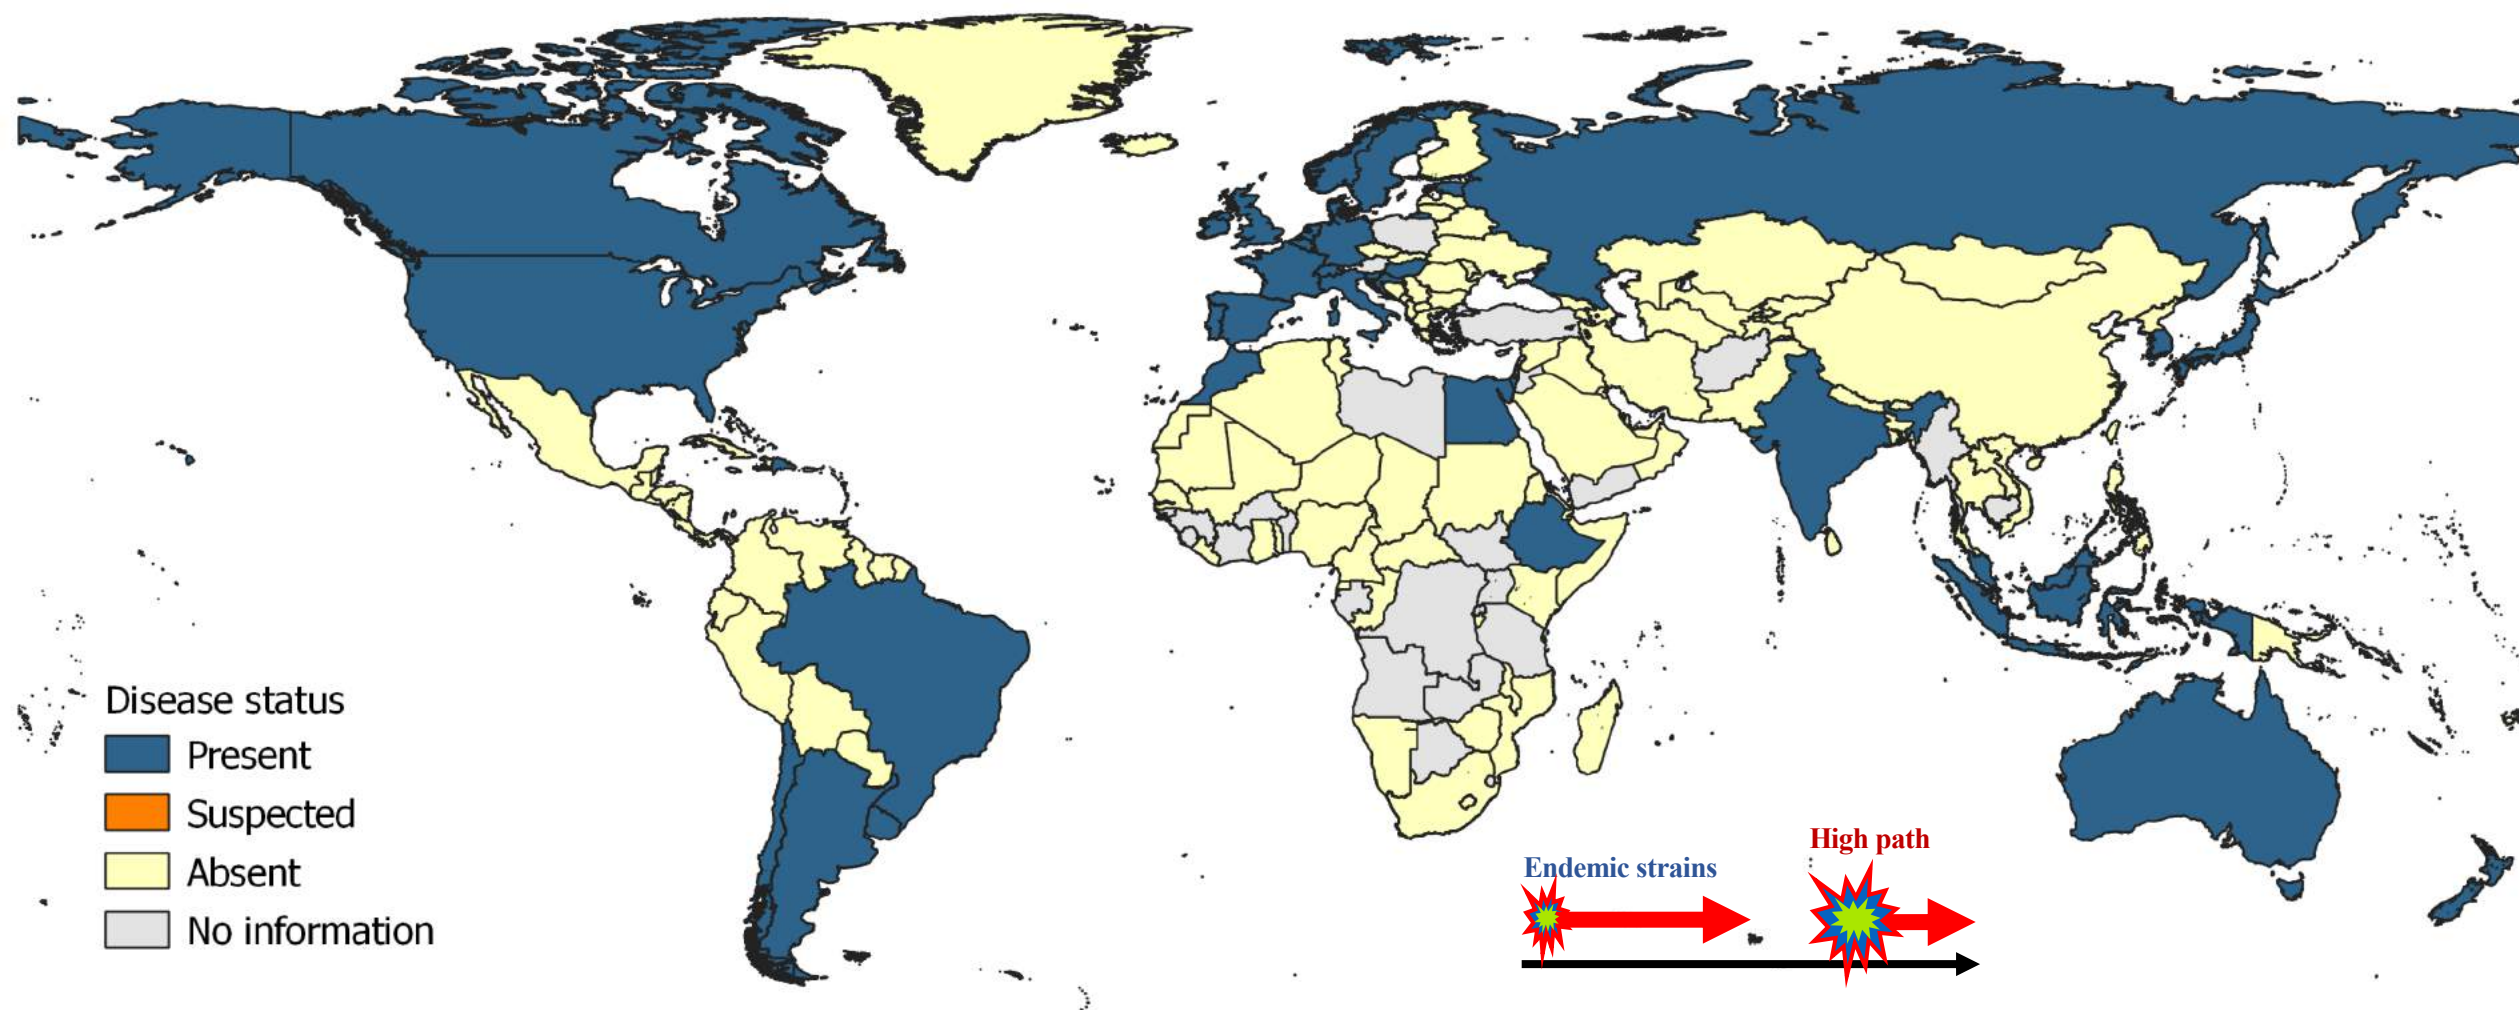 Disease status
Present
Suspected
Absent
No information
Endemic strains
High path